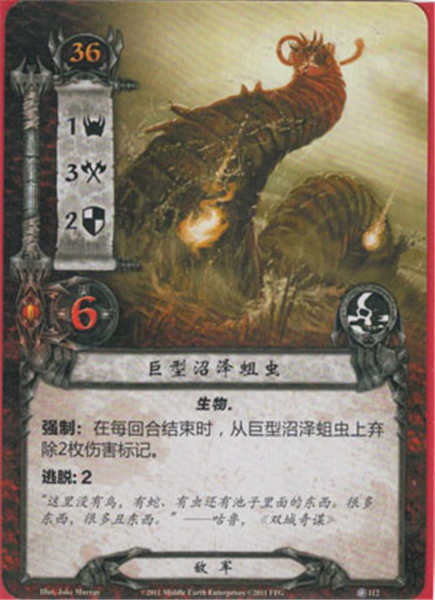 36
1
3
2
6
巨型沼泽蛆虫
生物。
强制：在每回合结束时，从巨型沼泽蛆虫上弃
除2枚伤害标记。
逃脱: 2
"这里没有鸟，有蛇、有虫还有池子里面的东西。很多
东西，很多丑东西。" ——咕鲁，《双城奇谋》
敌军
Illus. Jake Murray
©2011 Middle Earth Enterprises ©2011 FFG
112